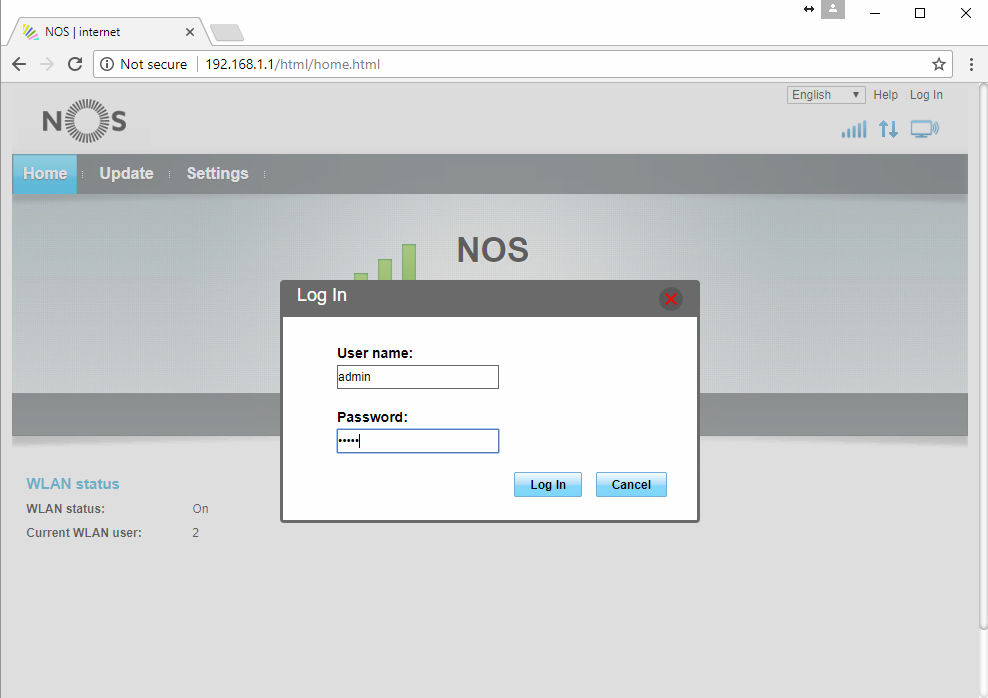 NOS | internet
Not secure 192.168.1.1/html/home.html
English Help Log In
NOS
Home Update Settings
NOS
Log In
User name:
admin
Password:
•••••
Log In Cancel
WLAN status
WLAN status: On
Current WLAN user: 2